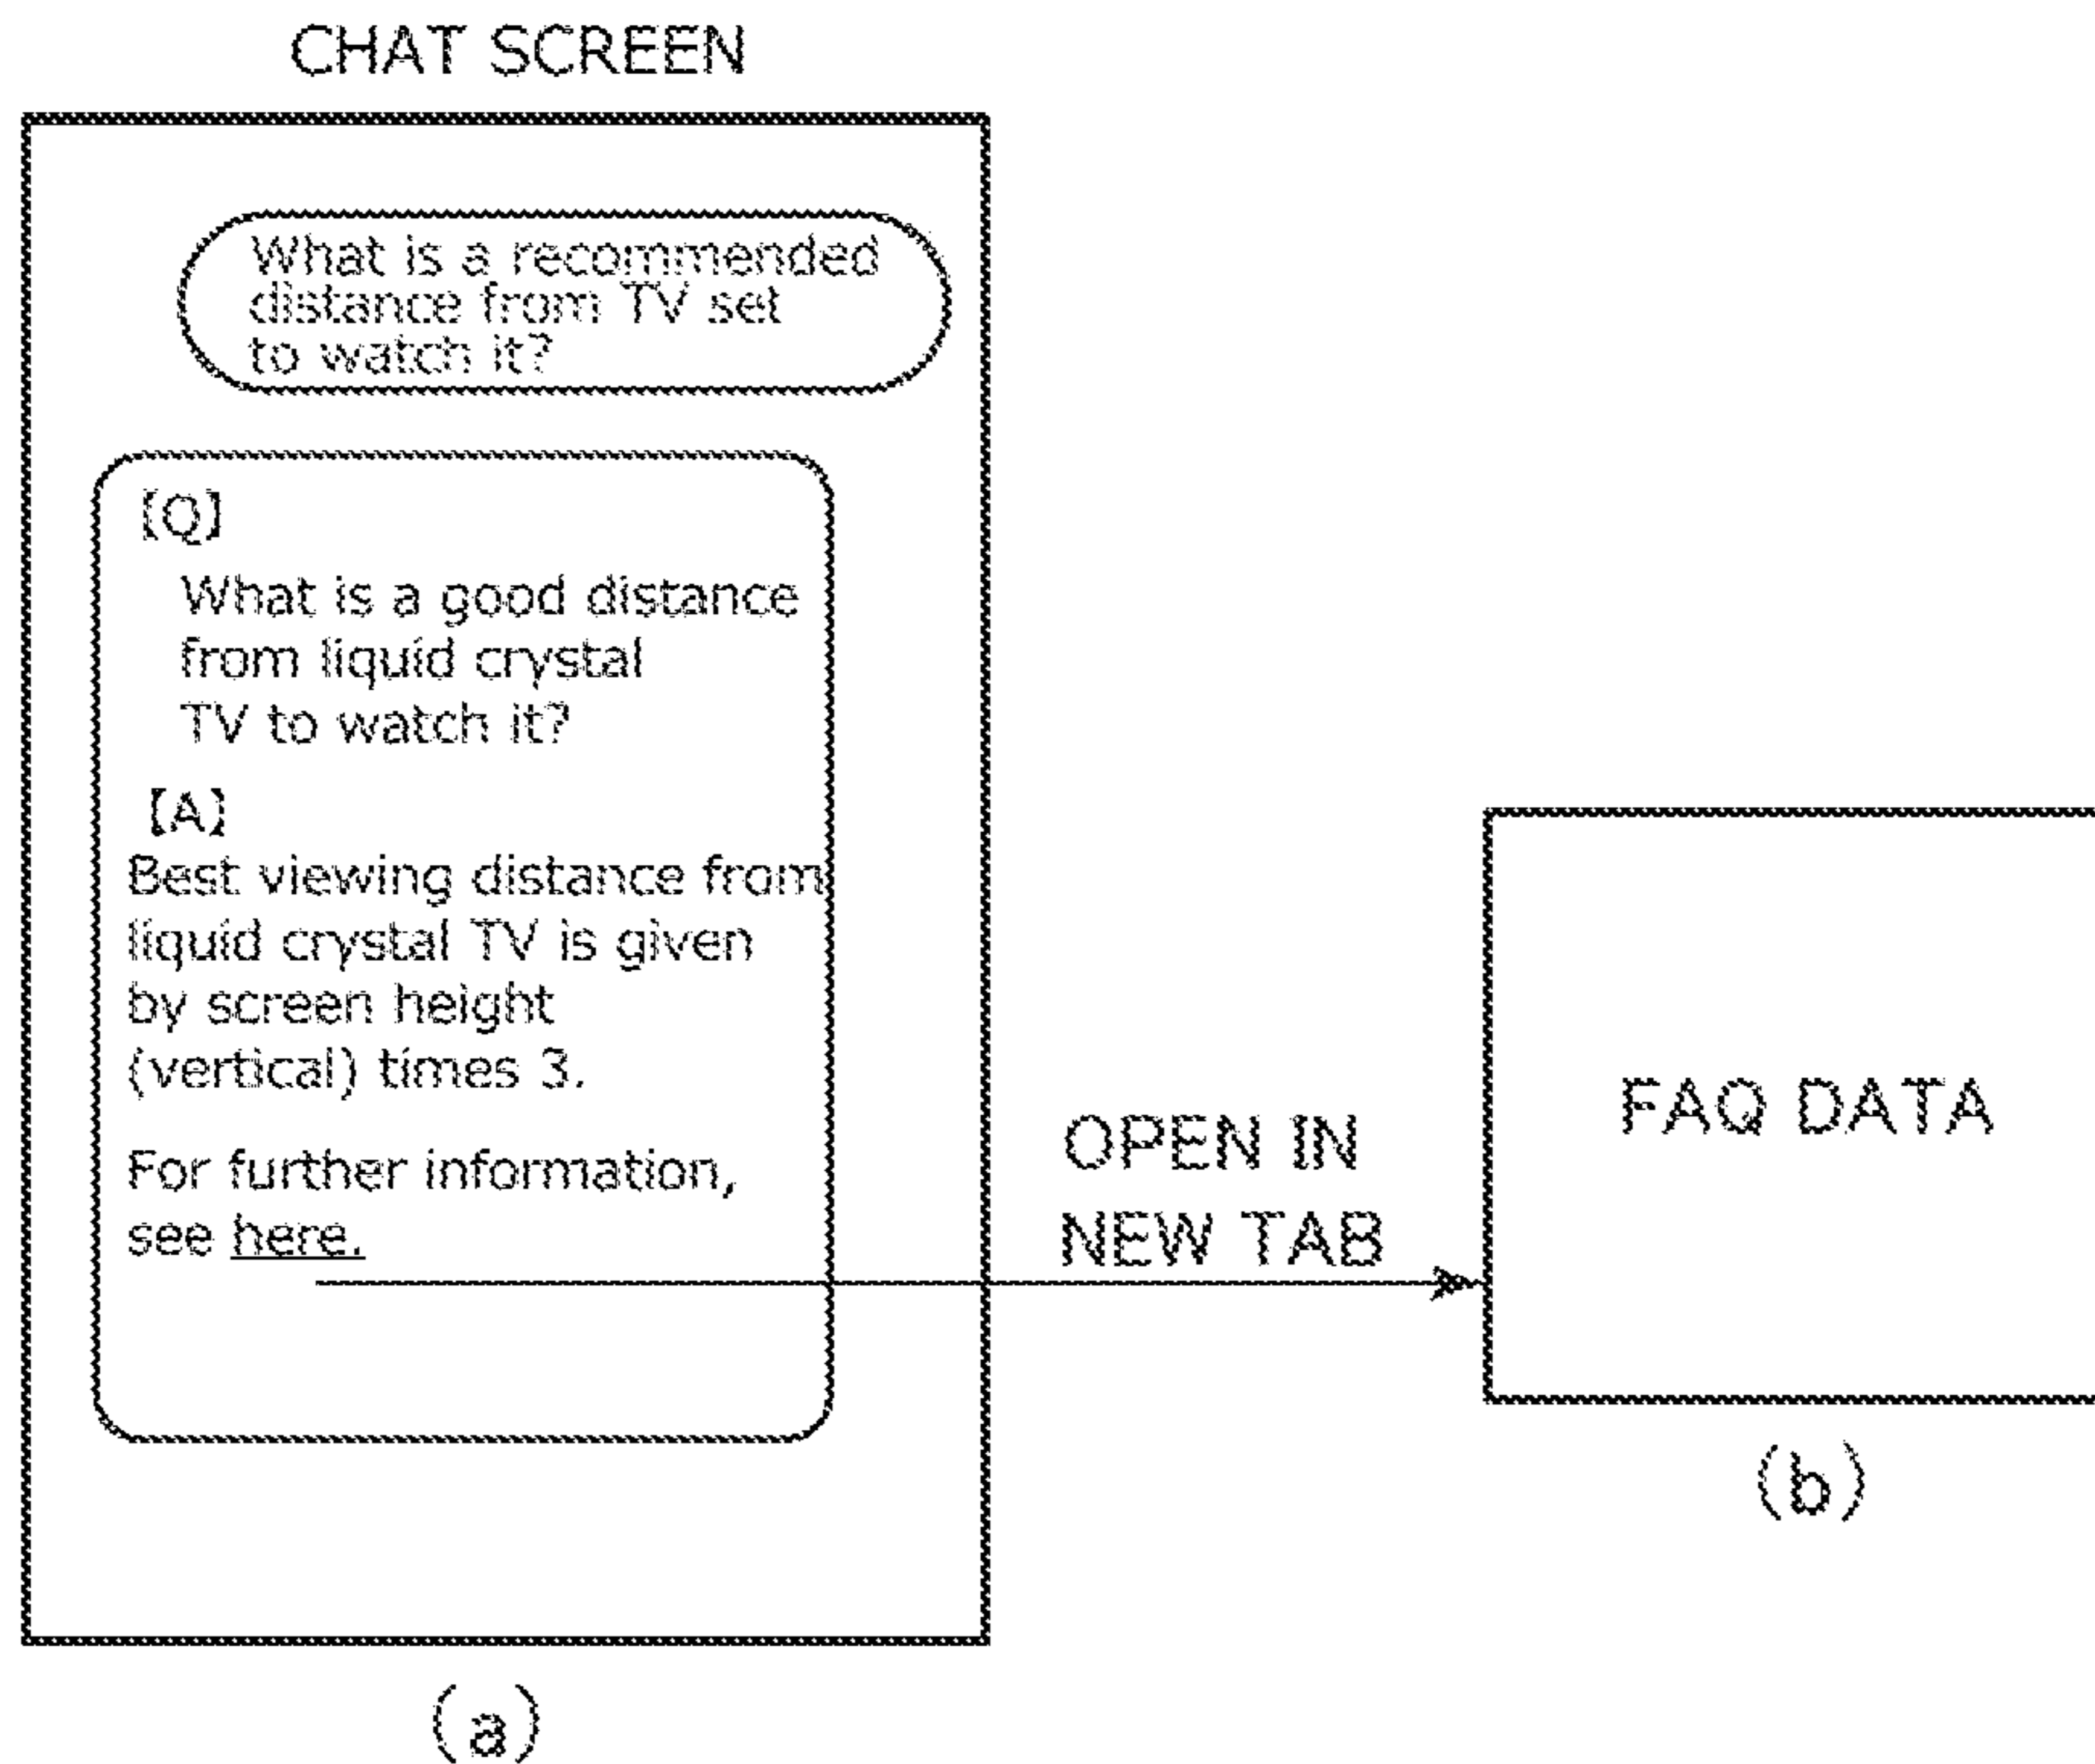 CHAT SCREEN
What is a recommended
distance from TV set
to watch it?
【Q】
What is a good distance
from liquid crystal
TV to watch it?
【A】
Best viewing distance from
liquid crystal TV is given
by screen height
(vertical) times 3.
For further information,
see here.
OPEN IN
NEW TAB
FAQ DATA
(b)
(a)